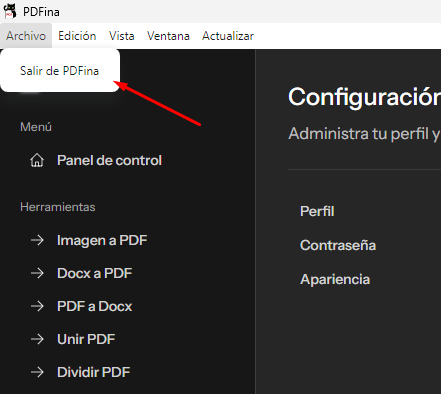 PDFina
Archivo Edición Vista Ventana Actualizar
Salir de PDFina
Menú
Panel de control
Herramientas
Imagen a PDF
Docx a PDF
PDF a Docx
Unir PDF
Dividir PDF
Configuración
Administra tu perfil y
Perfil
Contraseña
Apariencia